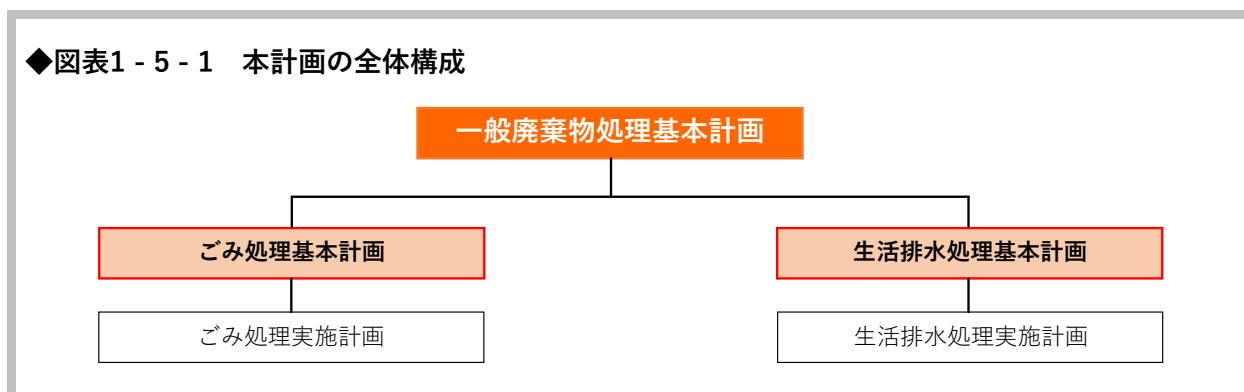 ◆図表1 - 5 - 1　本計画の全体構成
一般廃棄物処理基本計画
ごみ処理基本計画
生活排水処理基本計画
ごみ処理実施計画
生活排水処理実施計画